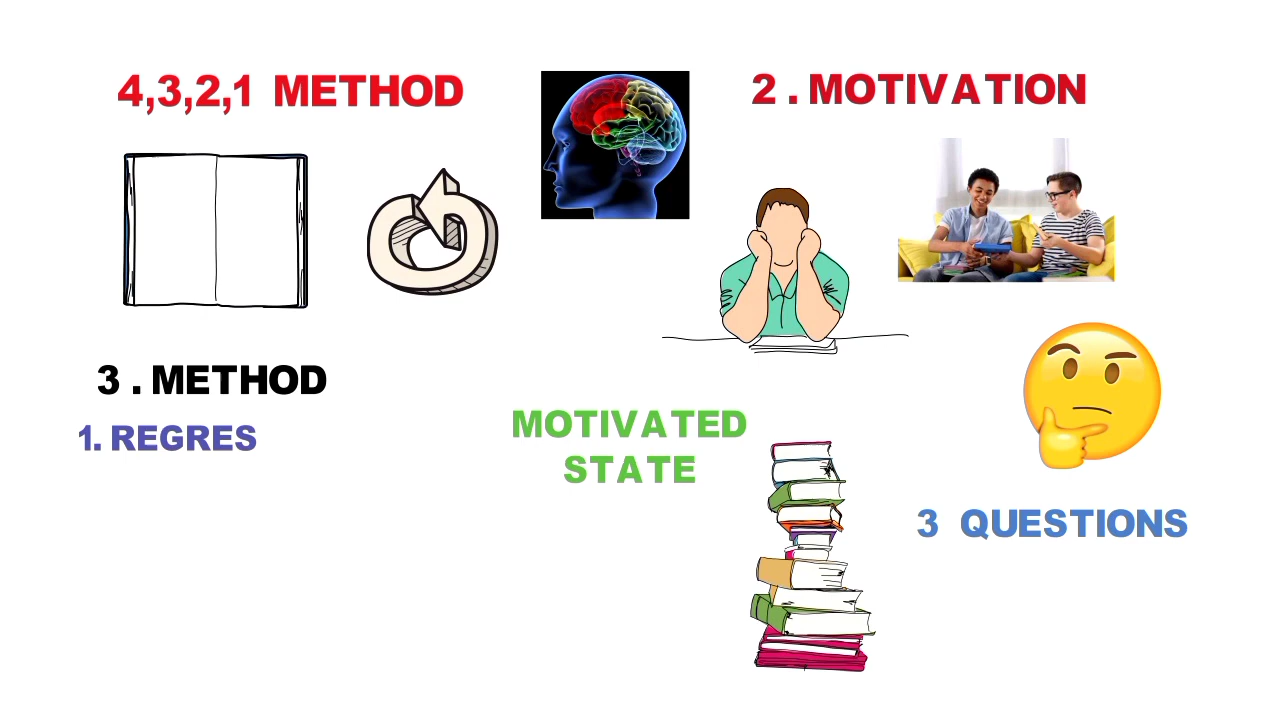 4,3,2,1 METHOD
2 . MOTIVATION
3 . METHOD
1. REGRES
MOTIVATED
STATE
3 QUESTIONS